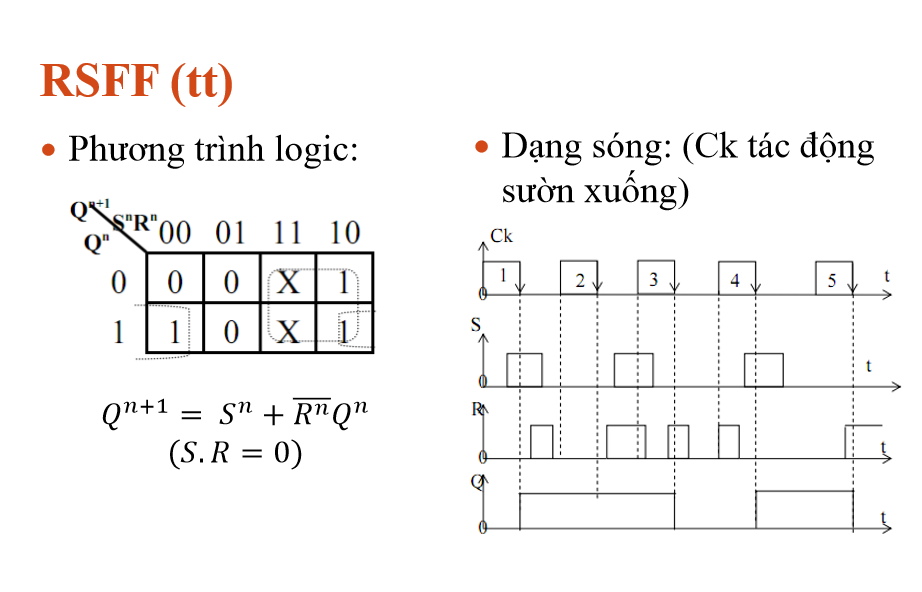 RSFF (tt)
• Phương trình logic:
Qⁿ⁺¹ SⁿRⁿ 00 01 11 10
Qⁿ
0 0 0 X 1
1 1 0 X 1
Qⁿ⁺¹ = Sⁿ + R̅ⁿ̅Qⁿ
(S.R = 0)
• Dạng sóng: (Ck tác động
sườn xuống)
Ck
1 2 3 4 5 t
0
S
t
0
R
t
0
Q
t
0